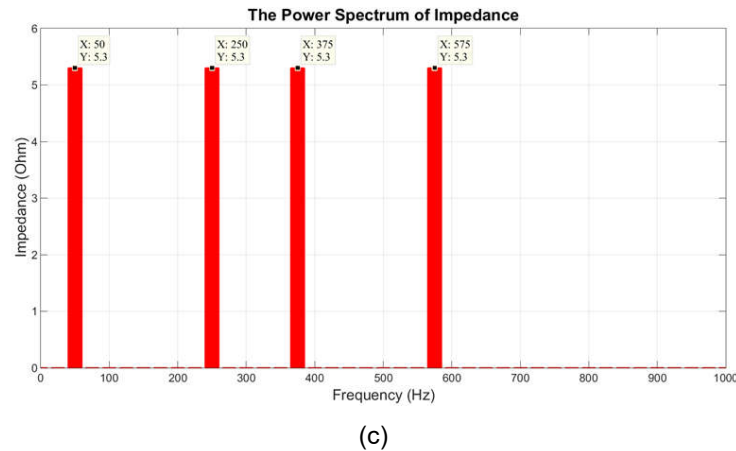 The Power Spectrum of Impedance
X: 50
Y: 5.3
X: 250
Y: 5.3
X: 375
Y: 5.3
X: 575
Y: 5.3
Impedance (Ohm)
6
5
4
3
2
1
0
0 100 200 300 400 500 600 700 800 900 1000
Frequency (Hz)
(c)